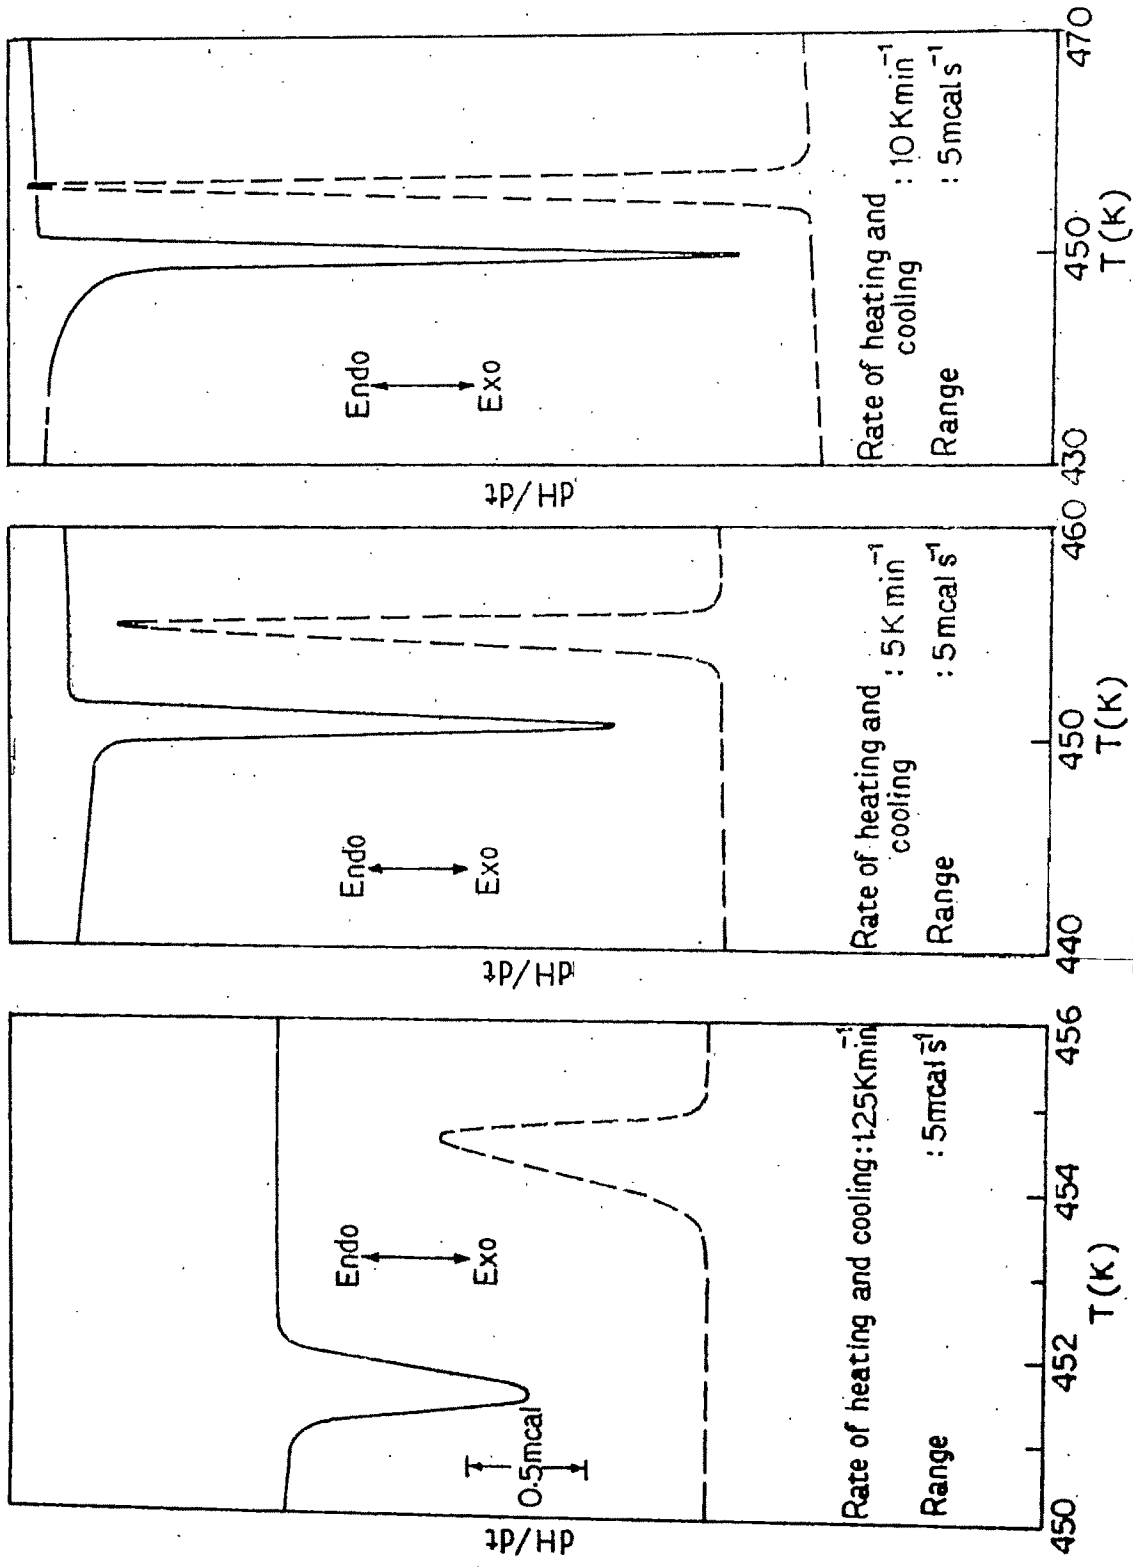 dH/dt
Endo
Exo
0.5mcal
Rate of heating and cooling:1.25Kmin⁻¹
Range : 5mcal s⁻¹
450 452 454 456
T(K)
dH/dt
Endo
Exo
Rate of heating and : 5K min⁻¹
cooling
Range : 5mcal s⁻¹
440 450 460
T(K)
dH/dt
Endo
Exo
Rate of heating and : 10Kmin⁻¹
cooling
Range : 5mcal s⁻¹
430 450 470
T(K)